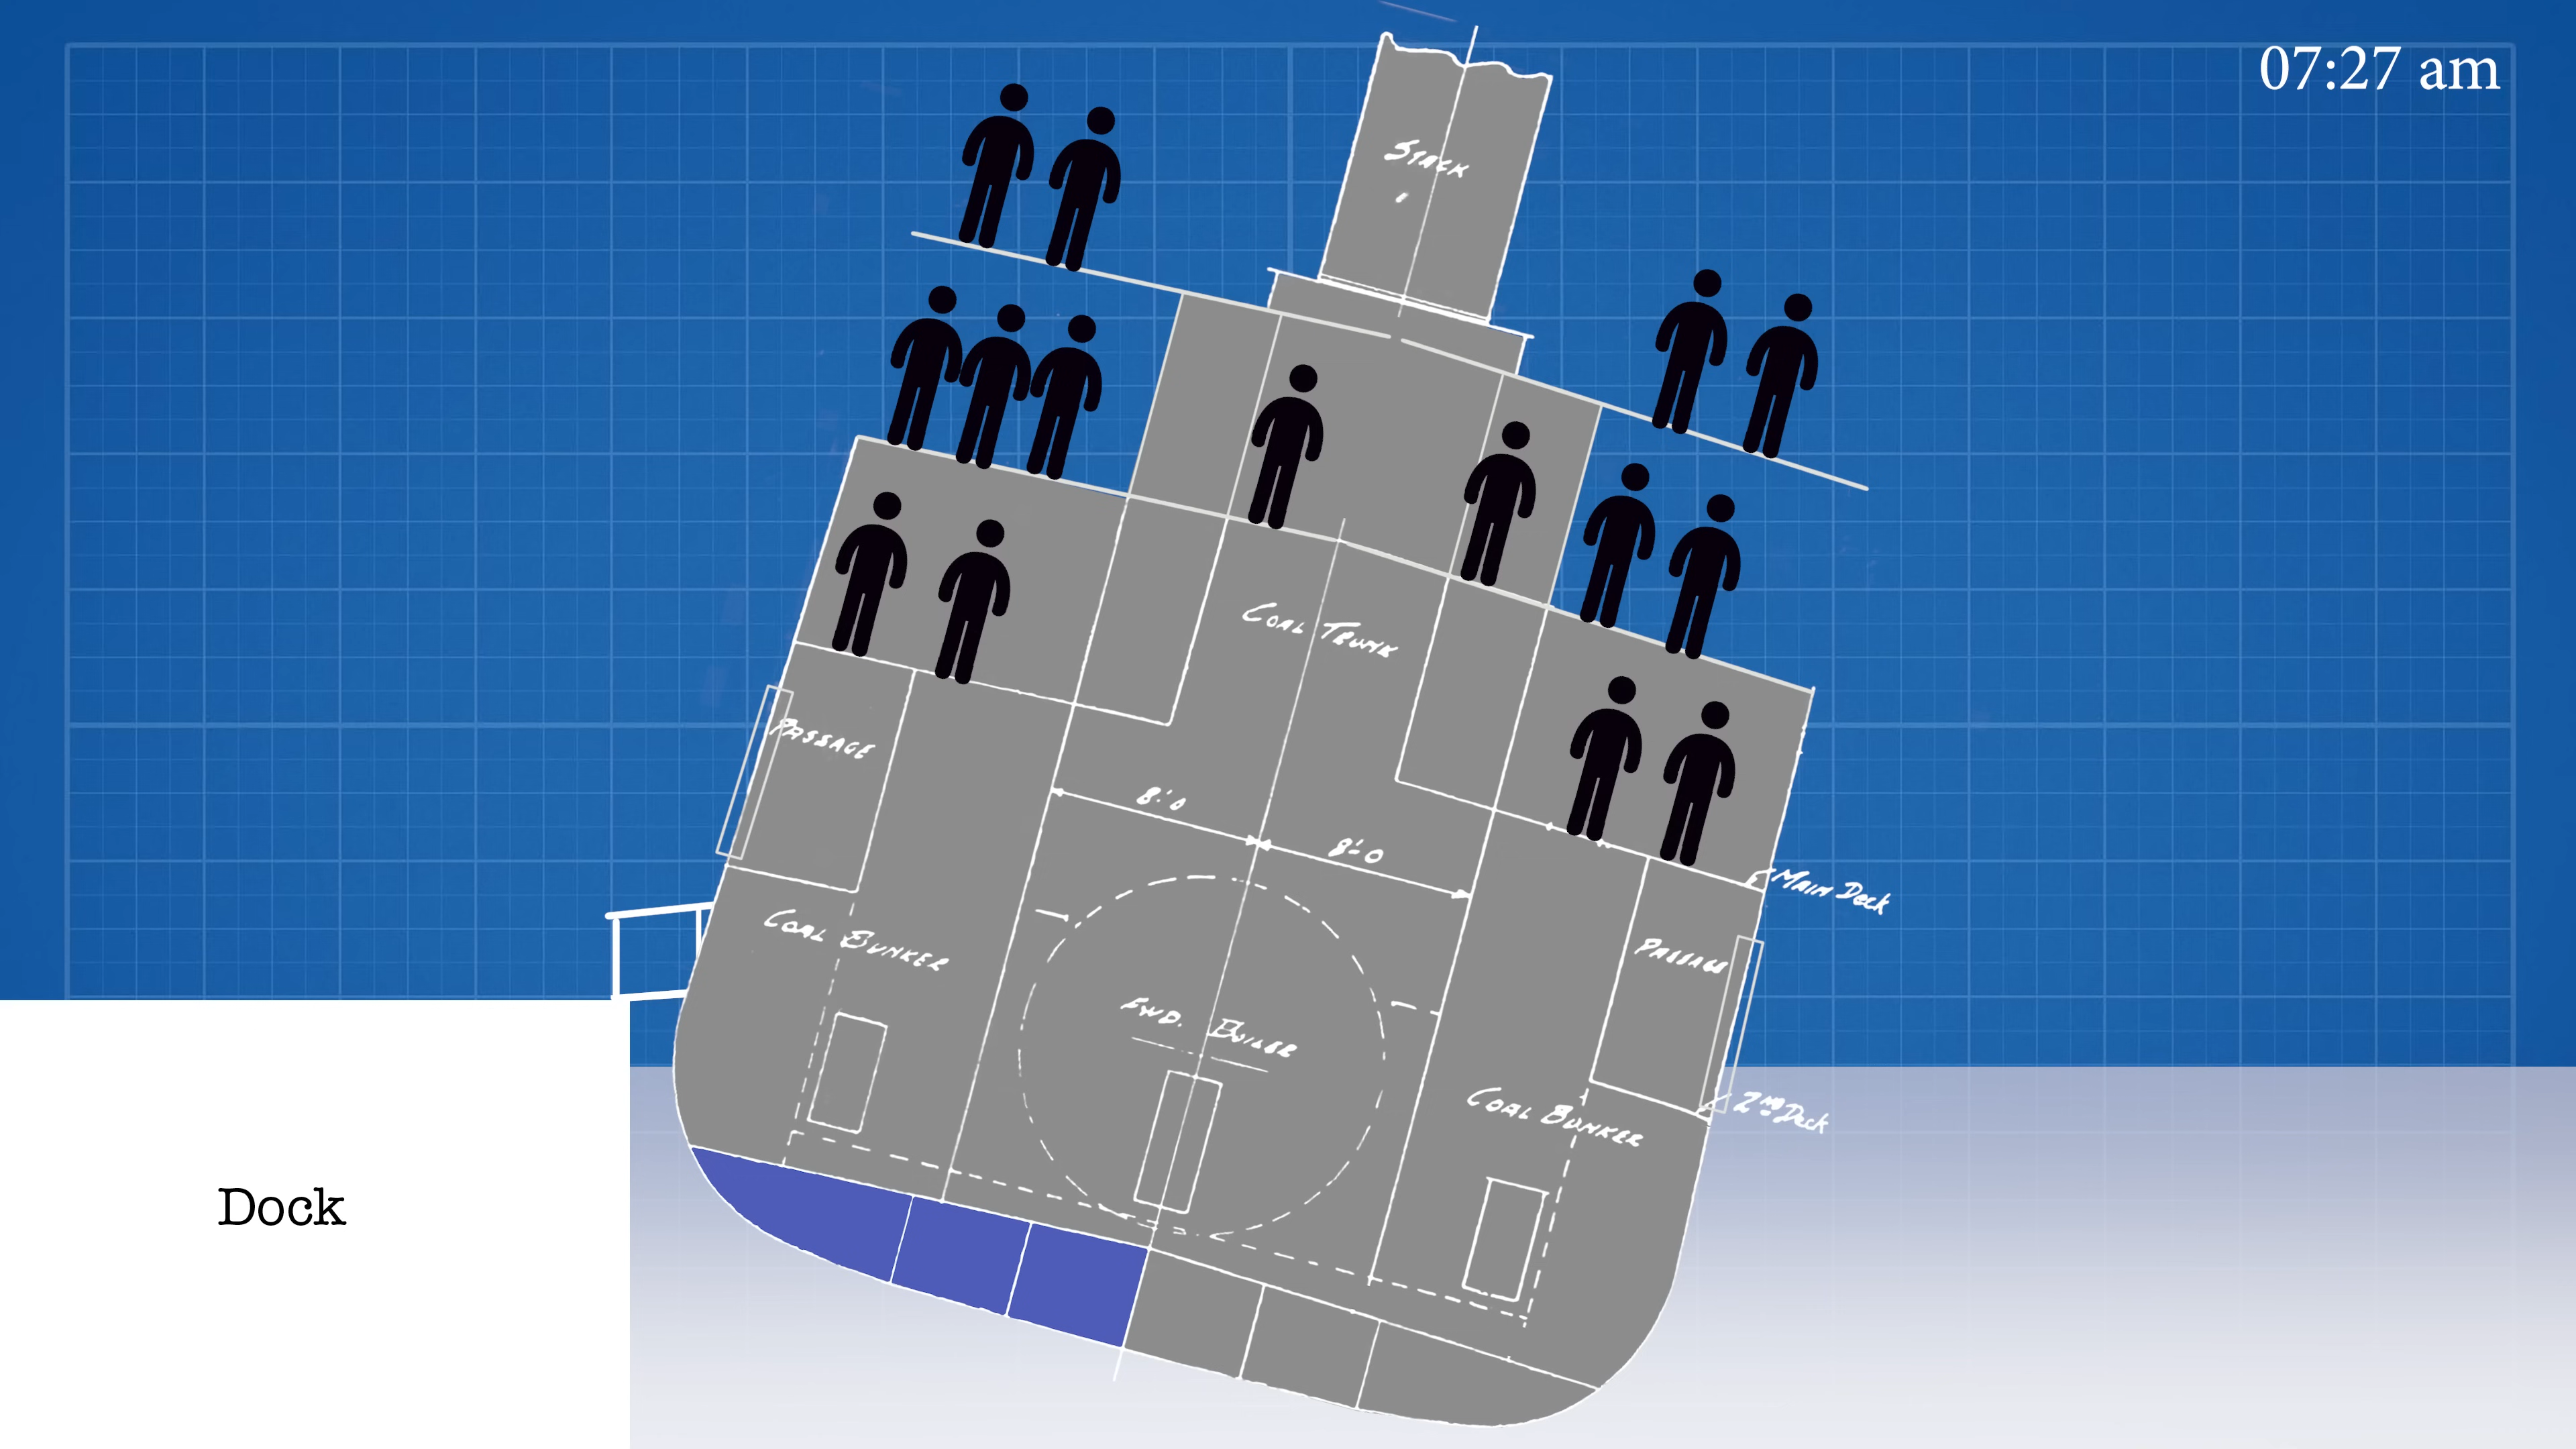 07:27 am
STACK
COAL TRUNK
PASSAGE
8'-0
8'-0
MAIN DECK
COAL BUNKER
PASSAGE
FWD. BOILER
COAL BUNKER
2ND DECK
Dock